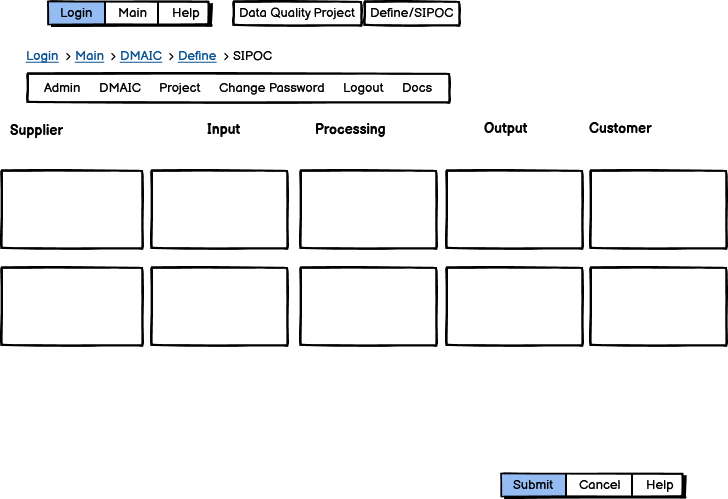 Login Main Help Data Quality Project Define/SIPOC
Login > Main > DMAIC > Define > SIPOC
Admin DMAIC Project Change Password Logout Docs
Supplier Input Processing Output Customer
Submit Cancel Help